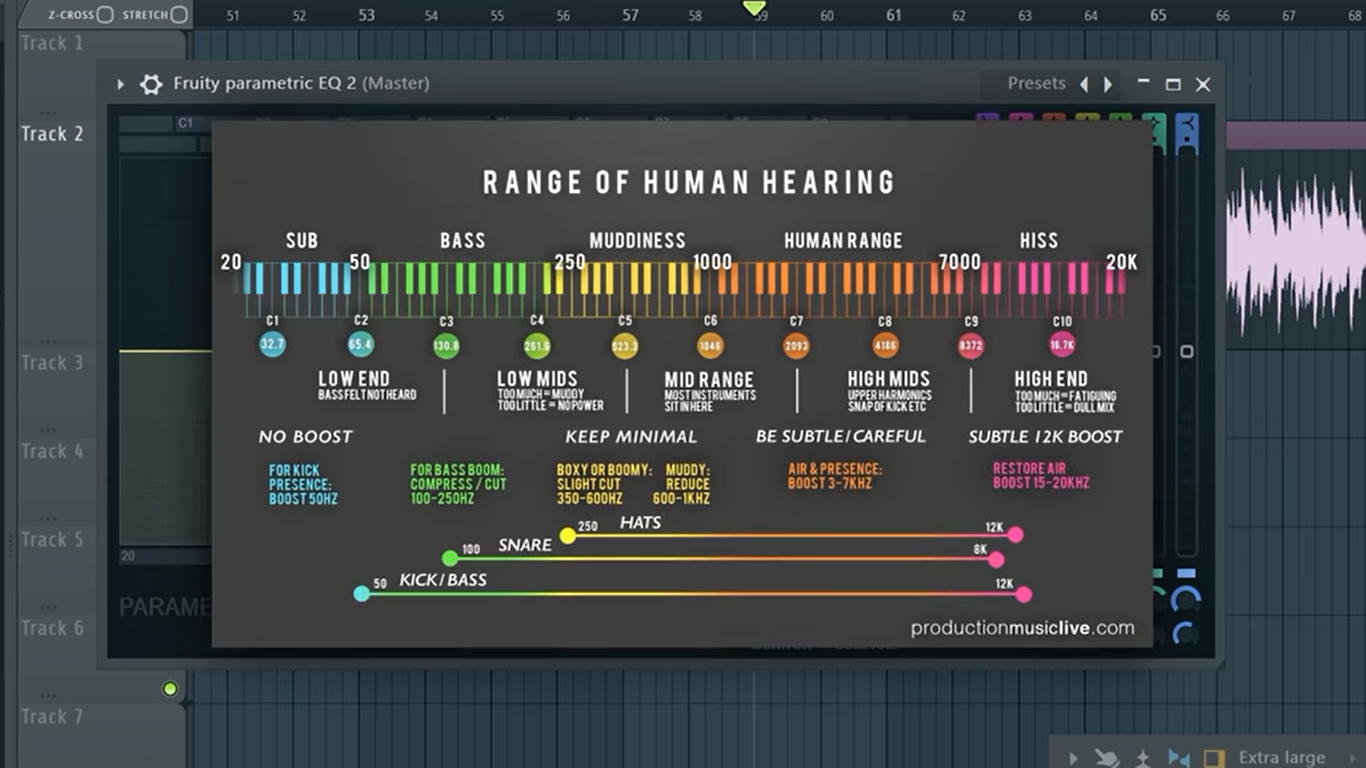 Z-CROSS STRETCH 51 52 53 54 55 56 57 58 59 60 61 62 63 64 65 66 67 68
Track 1
Fruity parametric EQ 2 (Master) Presets
Track 2
C1
RANGE OF HUMAN HEARING
SUB BASS MUDDINESS HUMAN RANGE HISS
20 50 250 1000 7000 20K
C1 C2 C3 C4 C5 C6 C7 C8 C9 C10
32.7 65.4 130.8 261.6 523.3 1046 2093 4186 8372 16.7K
Track 3
LOW END
BASS FELT NOT HEARD
LOW MIDS
TOO MUCH = MUDDY
TOO LITTLE = NO POWER
MID RANGE
MOST INSTRUMENTS
SIT IN HERE
HIGH MIDS
UPPER HARMONICS
SNAP OF KICK ETC
HIGH END
TOO MUCH = FATIGUING
TOO LITTLE = DULL MIX
NO BOOST KEEP MINIMAL BE SUBTLE/CAREFUL SUBTLE 12K BOOST
Track 4
FOR KICK
PRESENCE:
BOOST 50HZ
FOR BASS BOOM:
COMPRESS / CUT
100-250HZ
BOXY OR BOOMY:
SLIGHT CUT
350-600HZ
MUDDY:
REDUCE
600-1KHZ
AIR & PRESENCE:
BOOST 3-7KHZ
RESTORE AIR
BOOST 15-20KHZ
250 HATS 12K
Track 5
100 SNARE 8K
20
50 KICK/BASS 12K
PARAME
Track 6
productionmusiclive.com
Track 7
Extra large